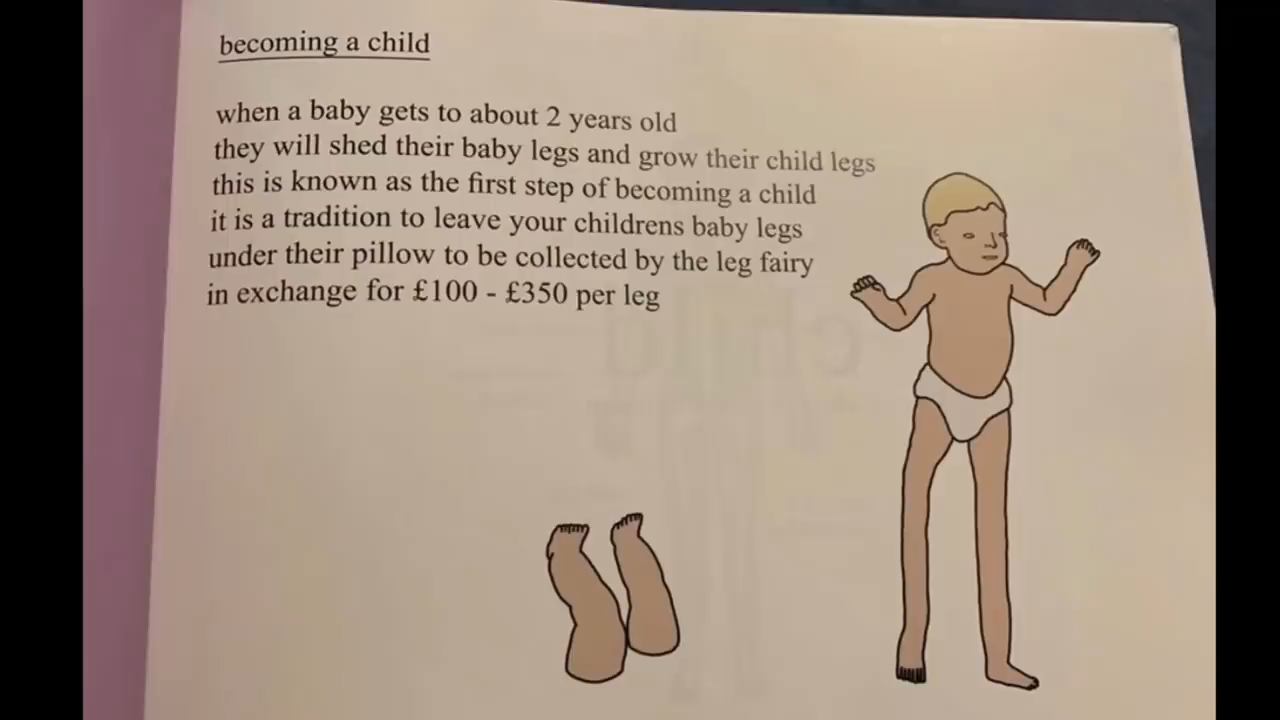 becoming a child
when a baby gets to about 2 years old
they will shed their baby legs and grow their child legs
this is known as the first step of becoming a child
it is a tradition to leave your childrens baby legs
under their pillow to be collected by the leg fairy
in exchange for £100 - £350 per leg
child